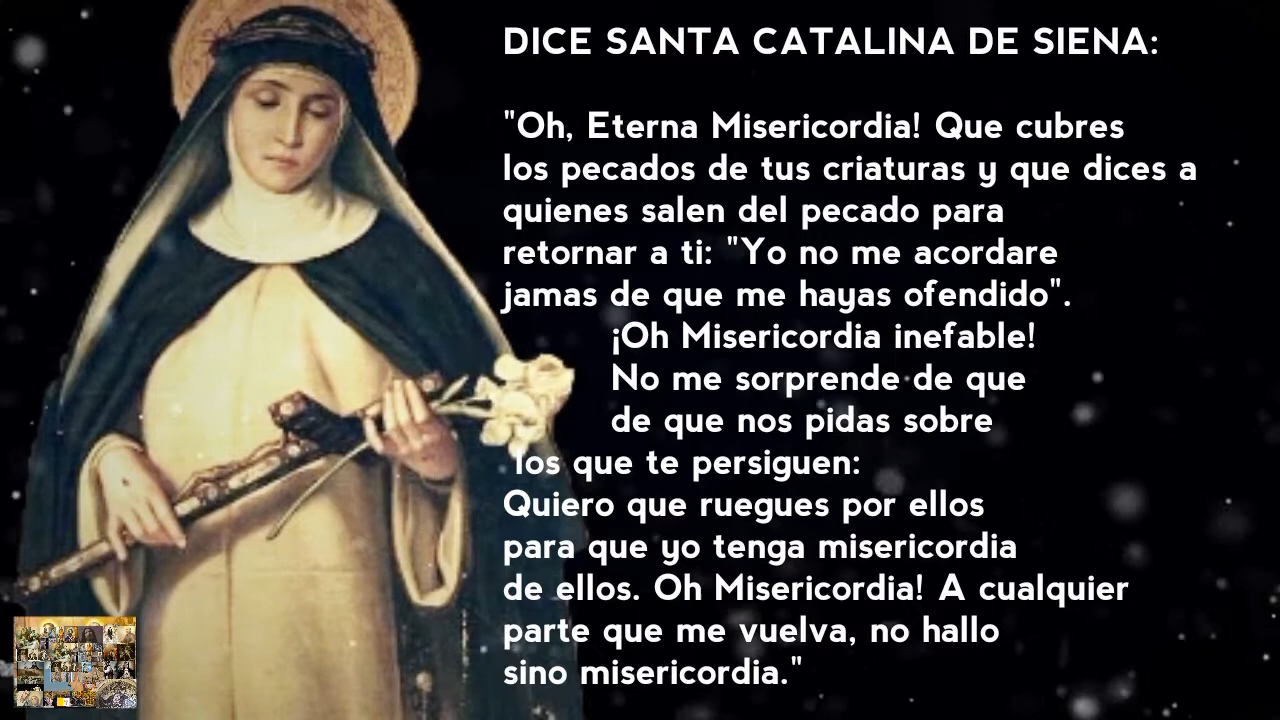 DICE SANTA CATALINA DE SIENA:
"Oh, Eterna Misericordia! Que cubres
los pecados de tus criaturas y que dices a
quienes salen del pecado para
retornar a ti: "Yo no me acordare
jamas de que me hayas ofendido".
¡Oh Misericordia inefable!
No me sorprende de que
de que nos pidas sobre
los que te persiguen:
Quiero que ruegues por ellos
para que yo tenga misericordia
de ellos. Oh Misericordia! A cualquier
parte que me vuelva, no hallo
sino misericordia."